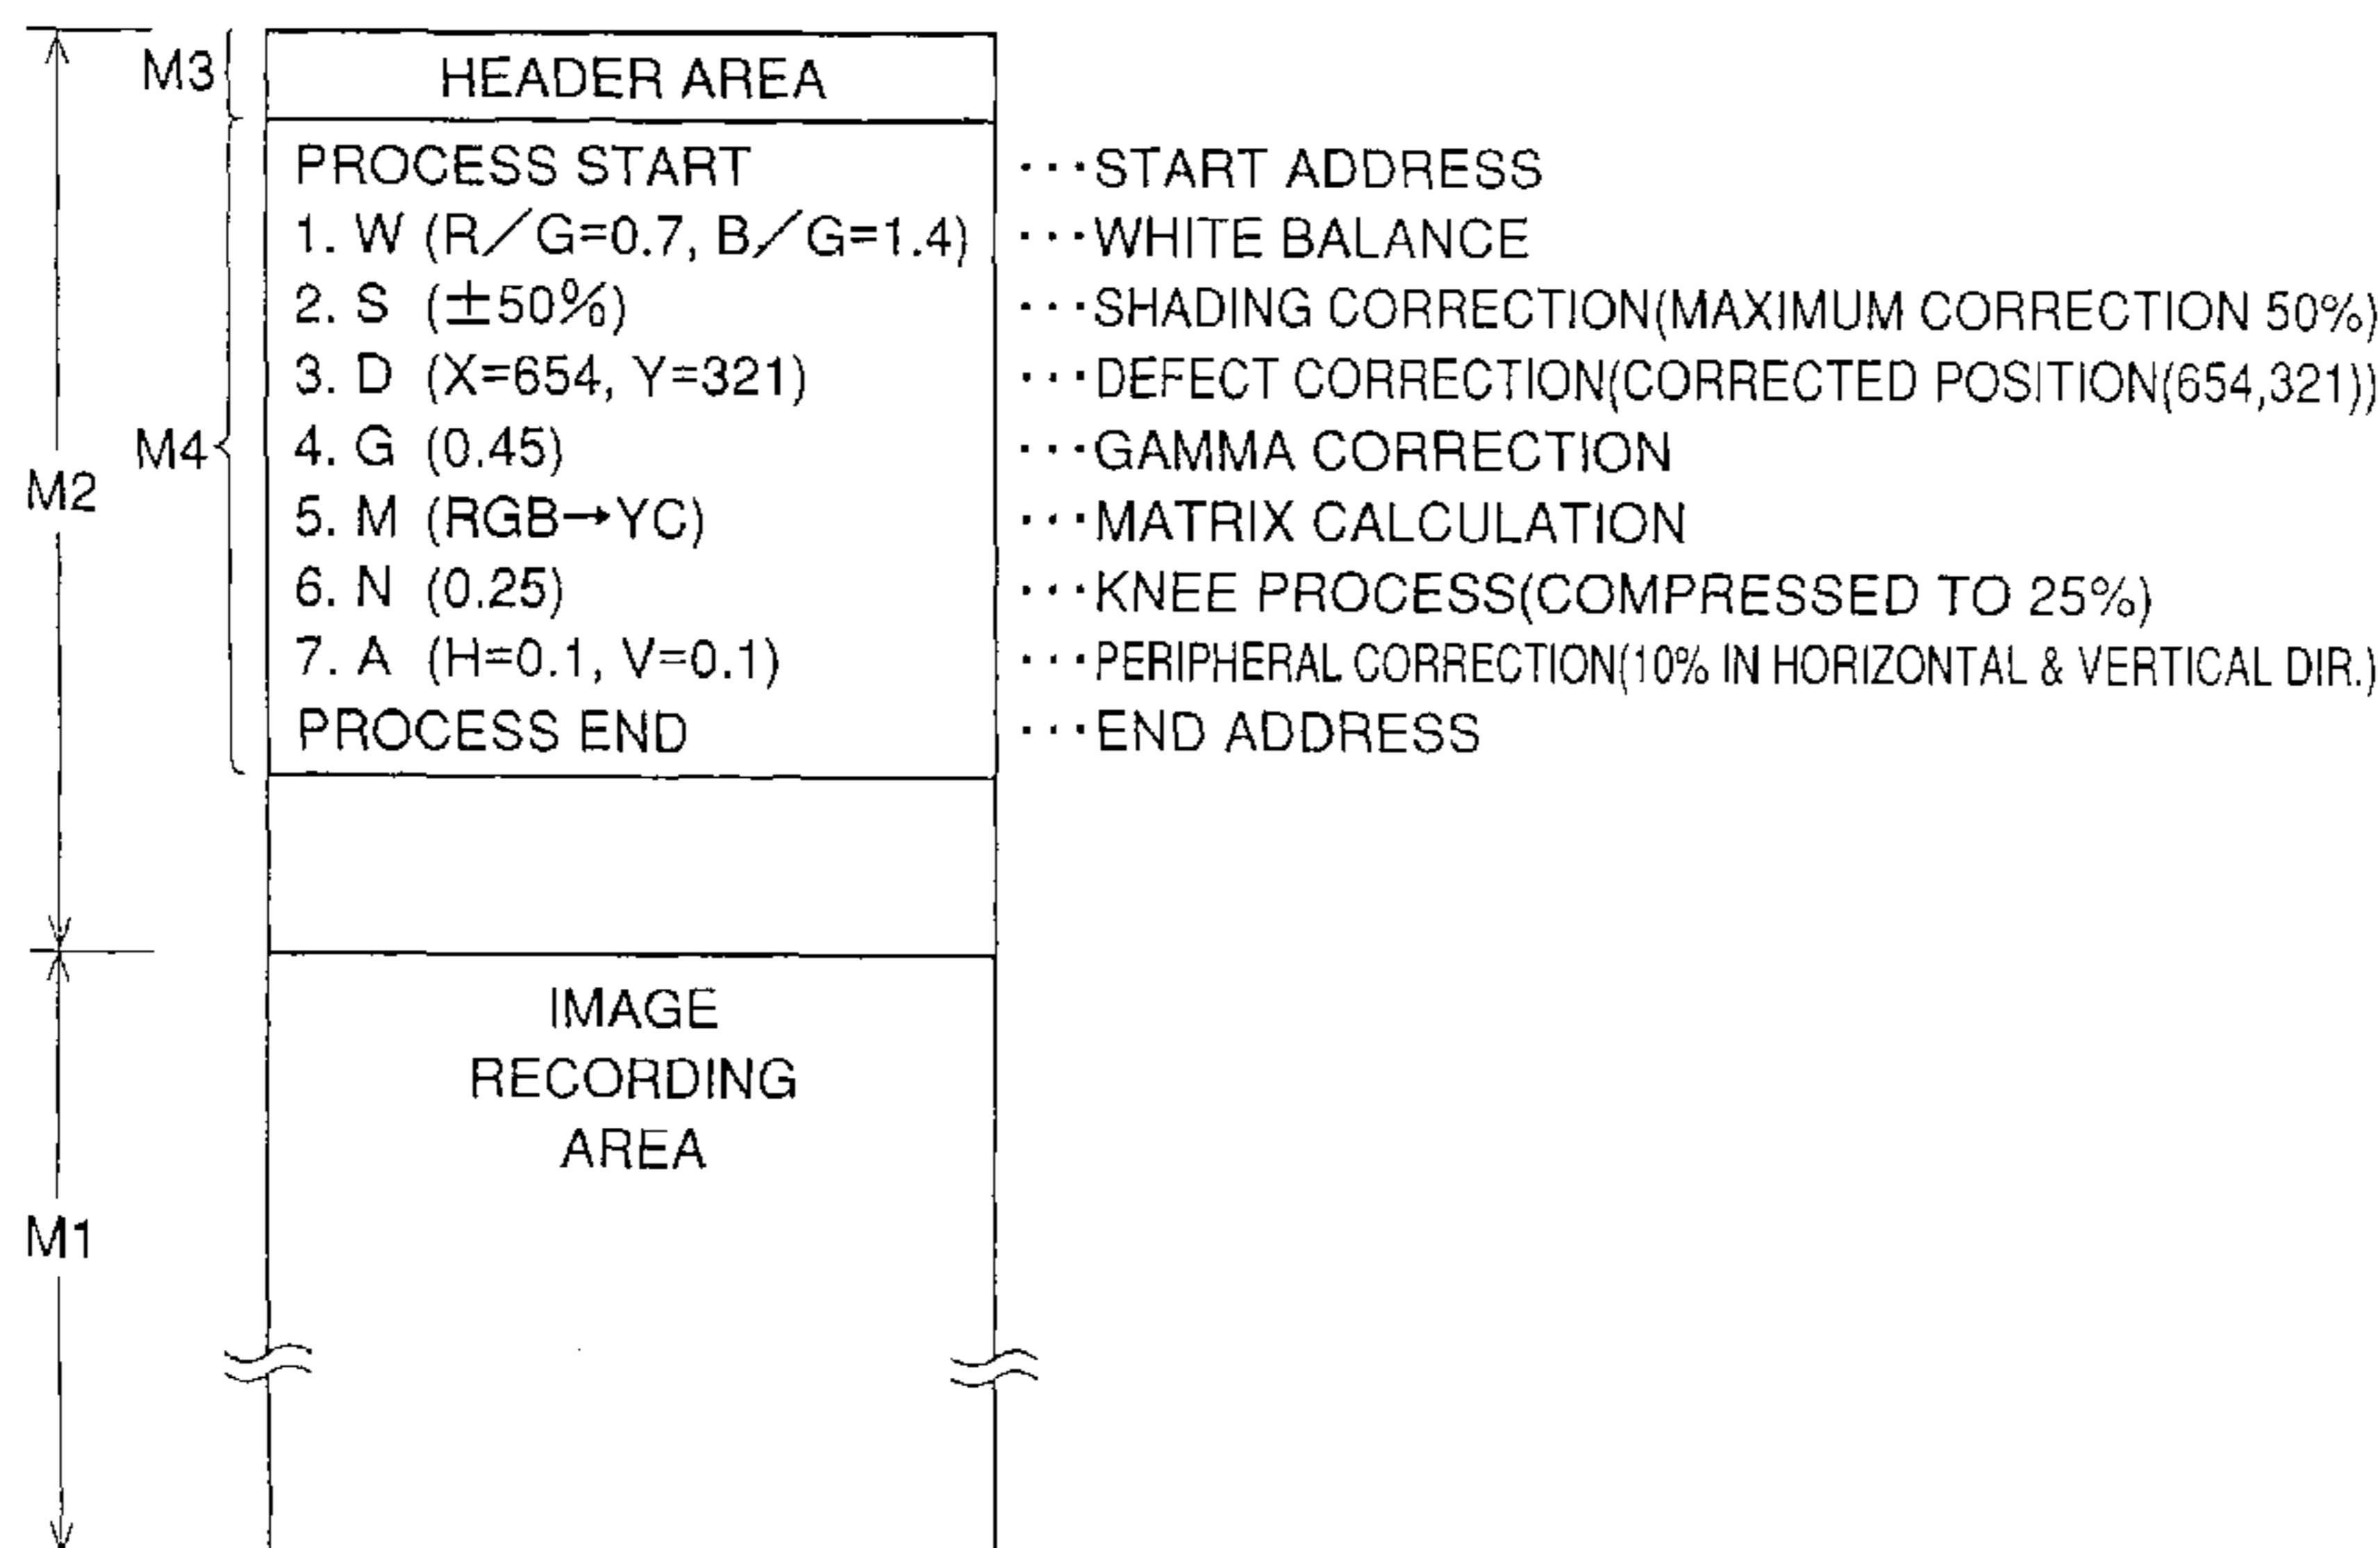 M3 HEADER AREA
PROCESS START ···START ADDRESS
1. W (R/G=0.7, B/G=1.4) ···WHITE BALANCE
2. S (±50%) ···SHADING CORRECTION(MAXIMUM CORRECTION 50%)
3. D (X=654, Y=321) ···DEFECT CORRECTION(CORRECTED POSITION(654,321))
M4 4. G (0.45) ···GAMMA CORRECTION
M2 5. M (RGB→YC) ···MATRIX CALCULATION
6. N (0.25) ···KNEE PROCESS(COMPRESSED TO 25%)
7. A (H=0.1, V=0.1) ···PERIPHERAL CORRECTION(10% IN HORIZONTAL & VERTICAL DIR.)
PROCESS END ···END ADDRESS
IMAGE
RECORDING
AREA
M1